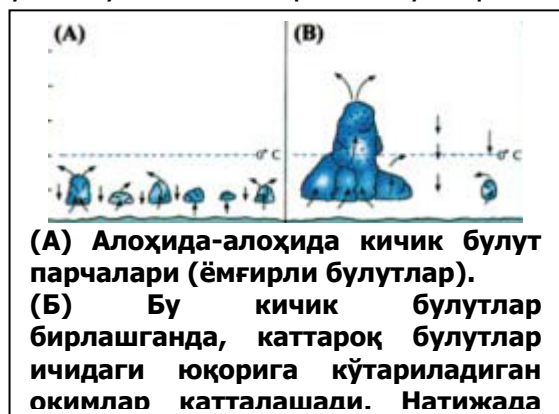 (A) (B)
0° C 0° C
(А) Алоҳида-алоҳида кичик булут
парчалари (ёмғирли булутлар).
(Б) Бу кичик булутлар
бирлашганда, каттароқ булутлар
ичидаги юқорига кўтариладиган
оқимлар катталашади. Натижада